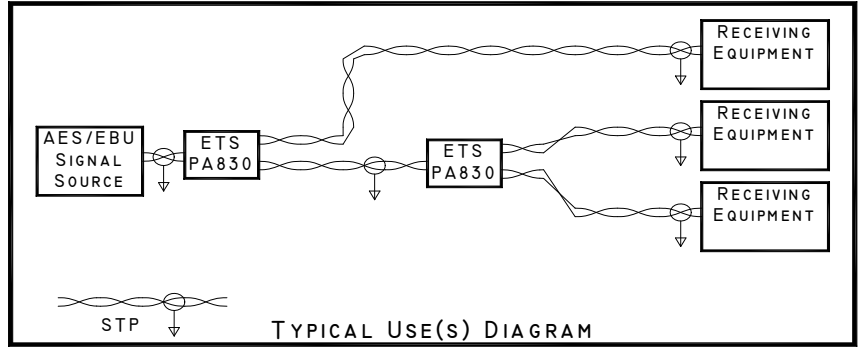 RECEIVING
EQUIPMENT
AES/EBU
SIGNAL
SOURCE
ETS
PA830
ETS
PA830
RECEIVING
EQUIPMENT
RECEIVING
EQUIPMENT
STP
TYPICAL USE(S) DIAGRAM